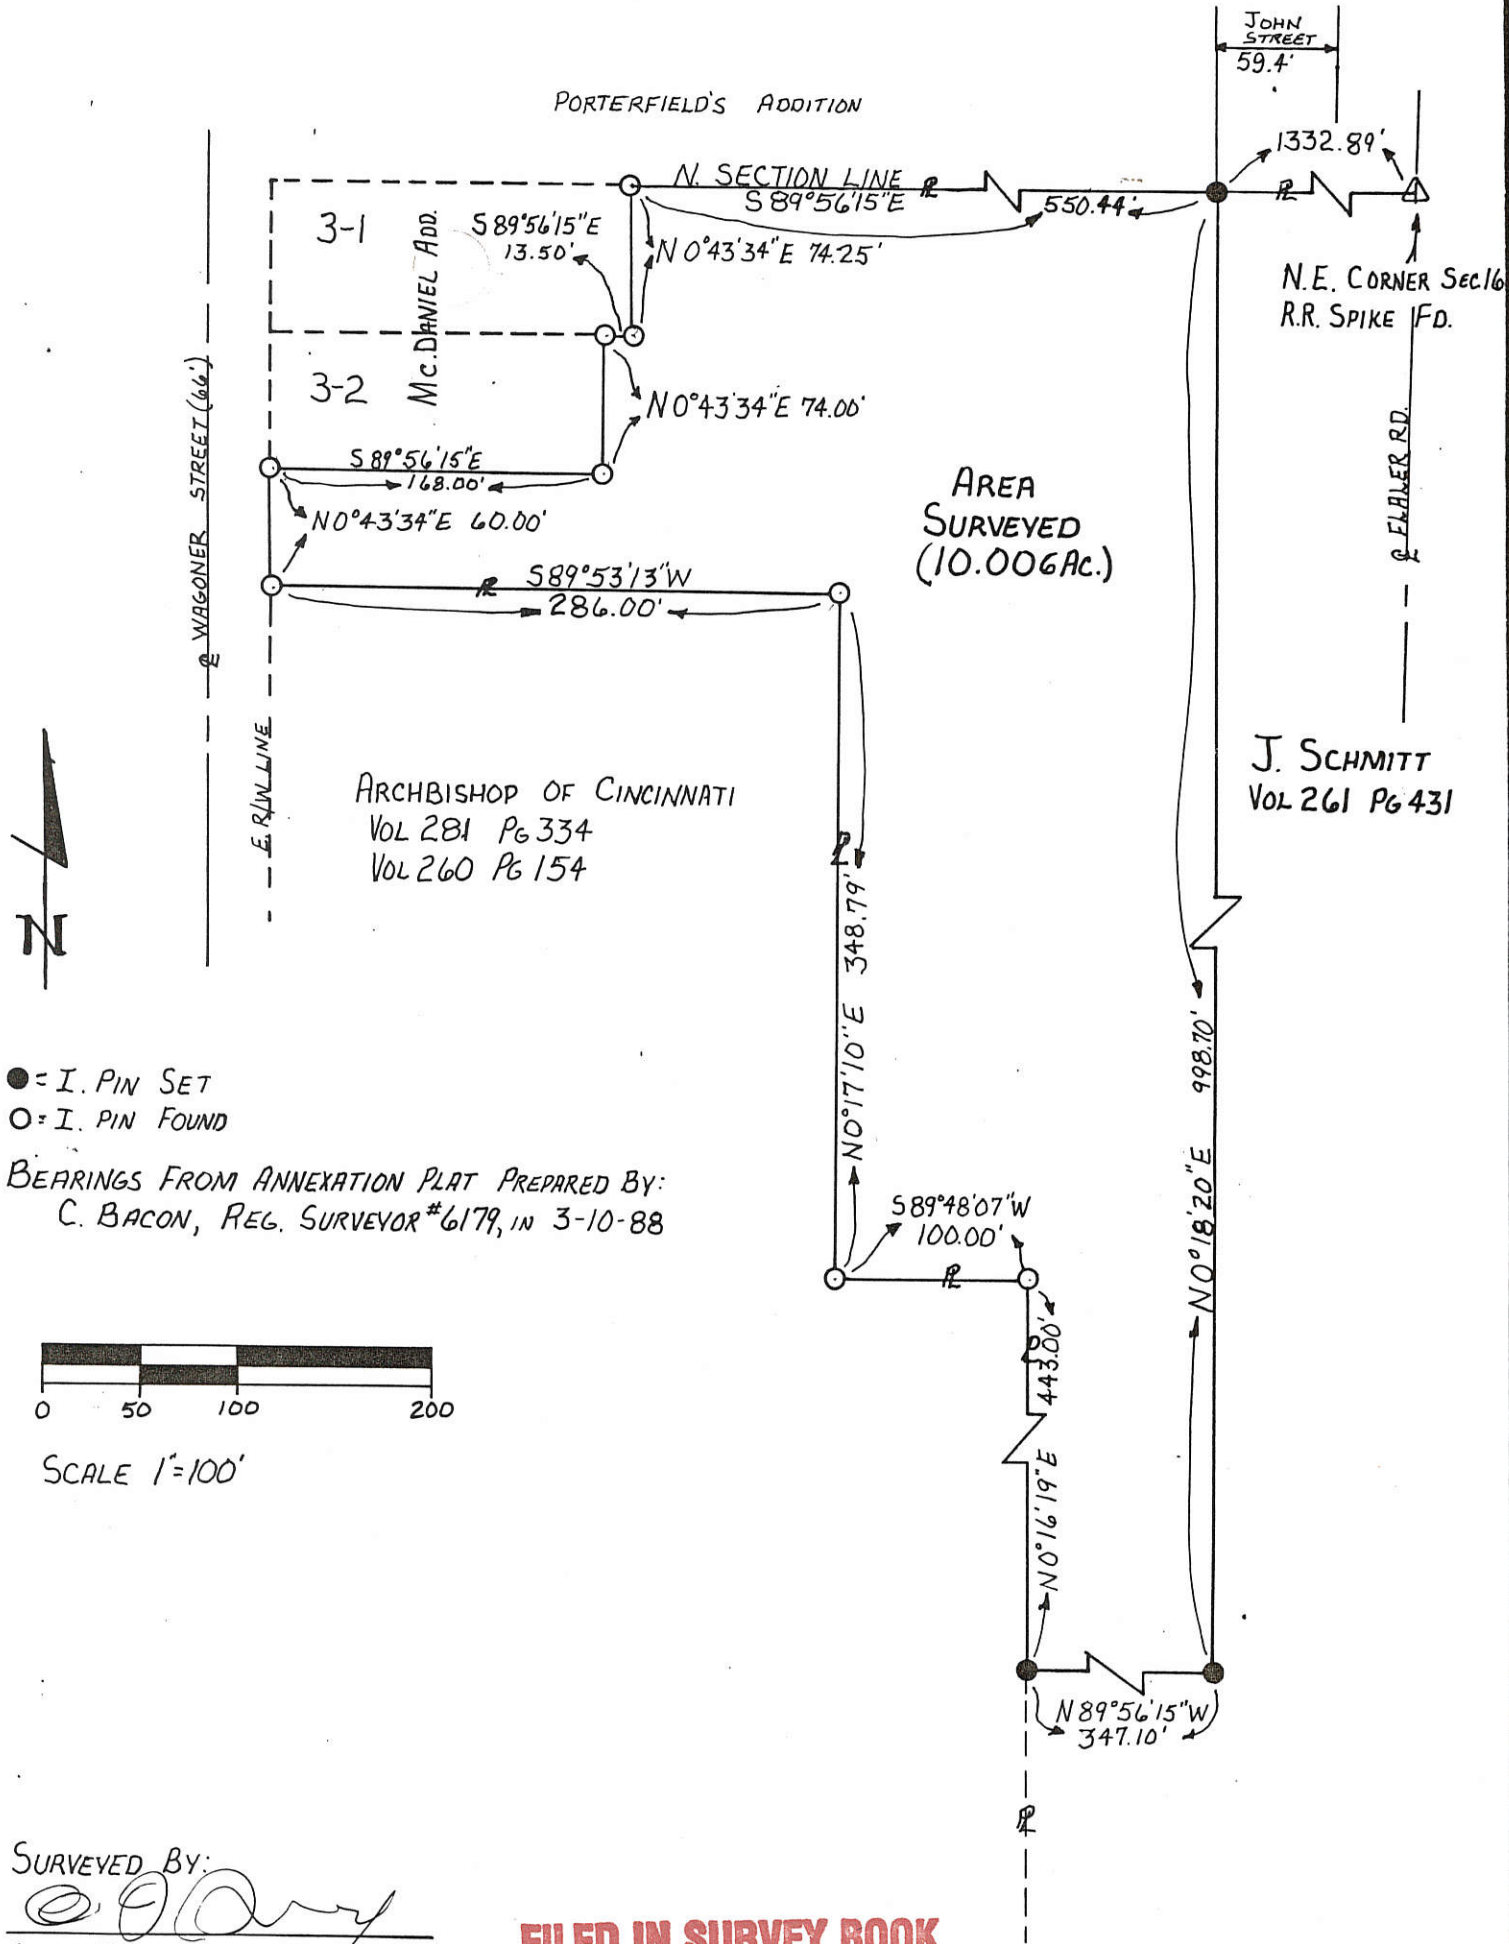 JOHN
STREET
59.4'
PORTERFIELD'S ADDITION
1332.89'
N. SECTION LINE
S 89°56'15"E
550.44'
3-1
Mc.DANIEL ADD.
S 89°56'15"E
13.50'
N 0°43'34"E 74.25'
N.E. CORNER SEC 16
R.R. SPIKE FD.
3-2
N 0°43'34"E 74.00'
S 89°56'15"E
168.00'
N 0°43'34"E 60.00'
WAGONER STREET (66')
AREA
SURVEYED
(10.006 AC.)
S 89°53'13"W
286.00'
E. R/W LINE
J. SCHMITT
VOL 261 PG 431
ARCHBISHOP OF CINCINNATI
VOL 281 PG 334
VOL 260 PG 154
N 0°17'10"E 348.79'
N 0°18'20"E 998.70'
N
● = I. PIN SET
O = I. PIN FOUND
BEARINGS FROM ANNEXATION PLAT PREPARED BY:
C. BACON, REG. SURVEYOR #6179, IN 3-10-88
S 89°48'07"W
100.00'
N 0°16'19"E 443.00'
0 50 100 200
SCALE 1"=100'
N 89°56'15"W
347.10'
SURVEYED BY:
FILED IN SURVEY BOOK